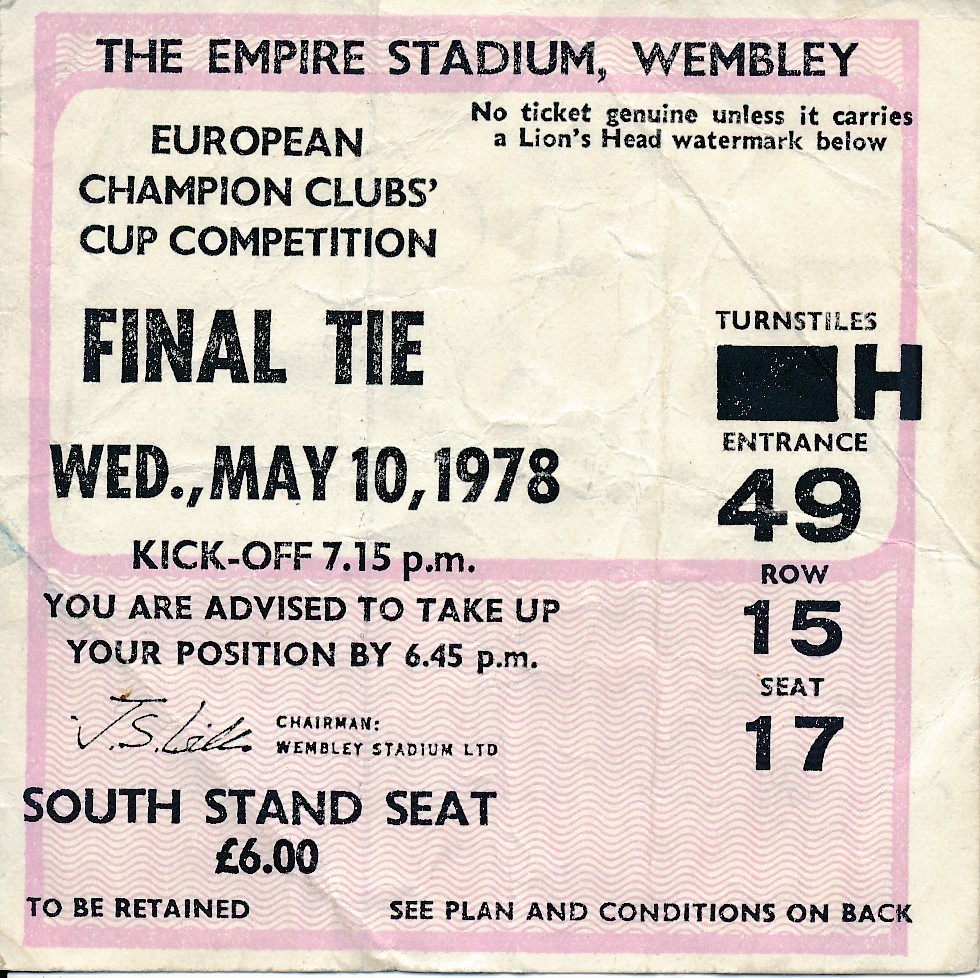 THE EMPIRE STADIUM, WEMBLEY
No ticket genuine unless it carries
a Lion's Head watermark below
EUROPEAN
CHAMPION CLUBS'
CUP COMPETITION
FINAL TIE
WED., MAY 10, 1978
KICK-OFF 7.15 p.m.
YOU ARE ADVISED TO TAKE UP
YOUR POSITION BY 6.45 p.m.
CHAIRMAN:
WEMBLEY STADIUM LTD
SOUTH STAND SEAT
£6.00
TO BE RETAINED
TURNSTILES
H
ENTRANCE
49
ROW
15
SEAT
17
SEE PLAN AND CONDITIONS ON BACK